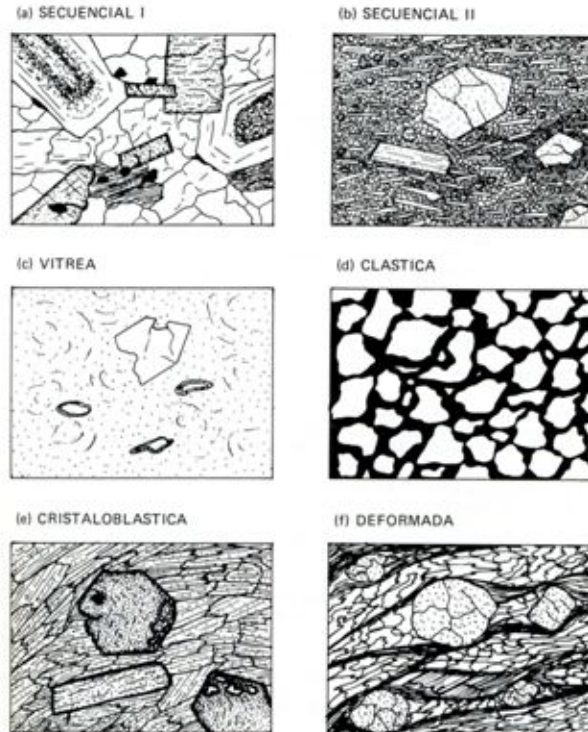 (a) SECUENCIAL I
(b) SECUENCIAL II
(c) VITREA
(d) CLASTICA
(e) CRISTALOBLASTICA
(f) DEFORMADA